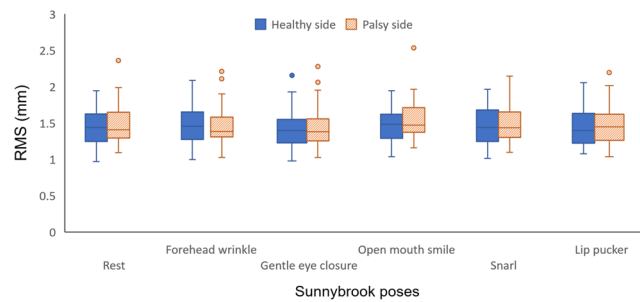 Healthy side Palsy side
3
2.5
2
1.5
1
0.5
0
RMS (mm)
Forehead wrinkle Open mouth smile Lip pucker
Rest Gentle eye closure Snarl
Sunnybrook poses